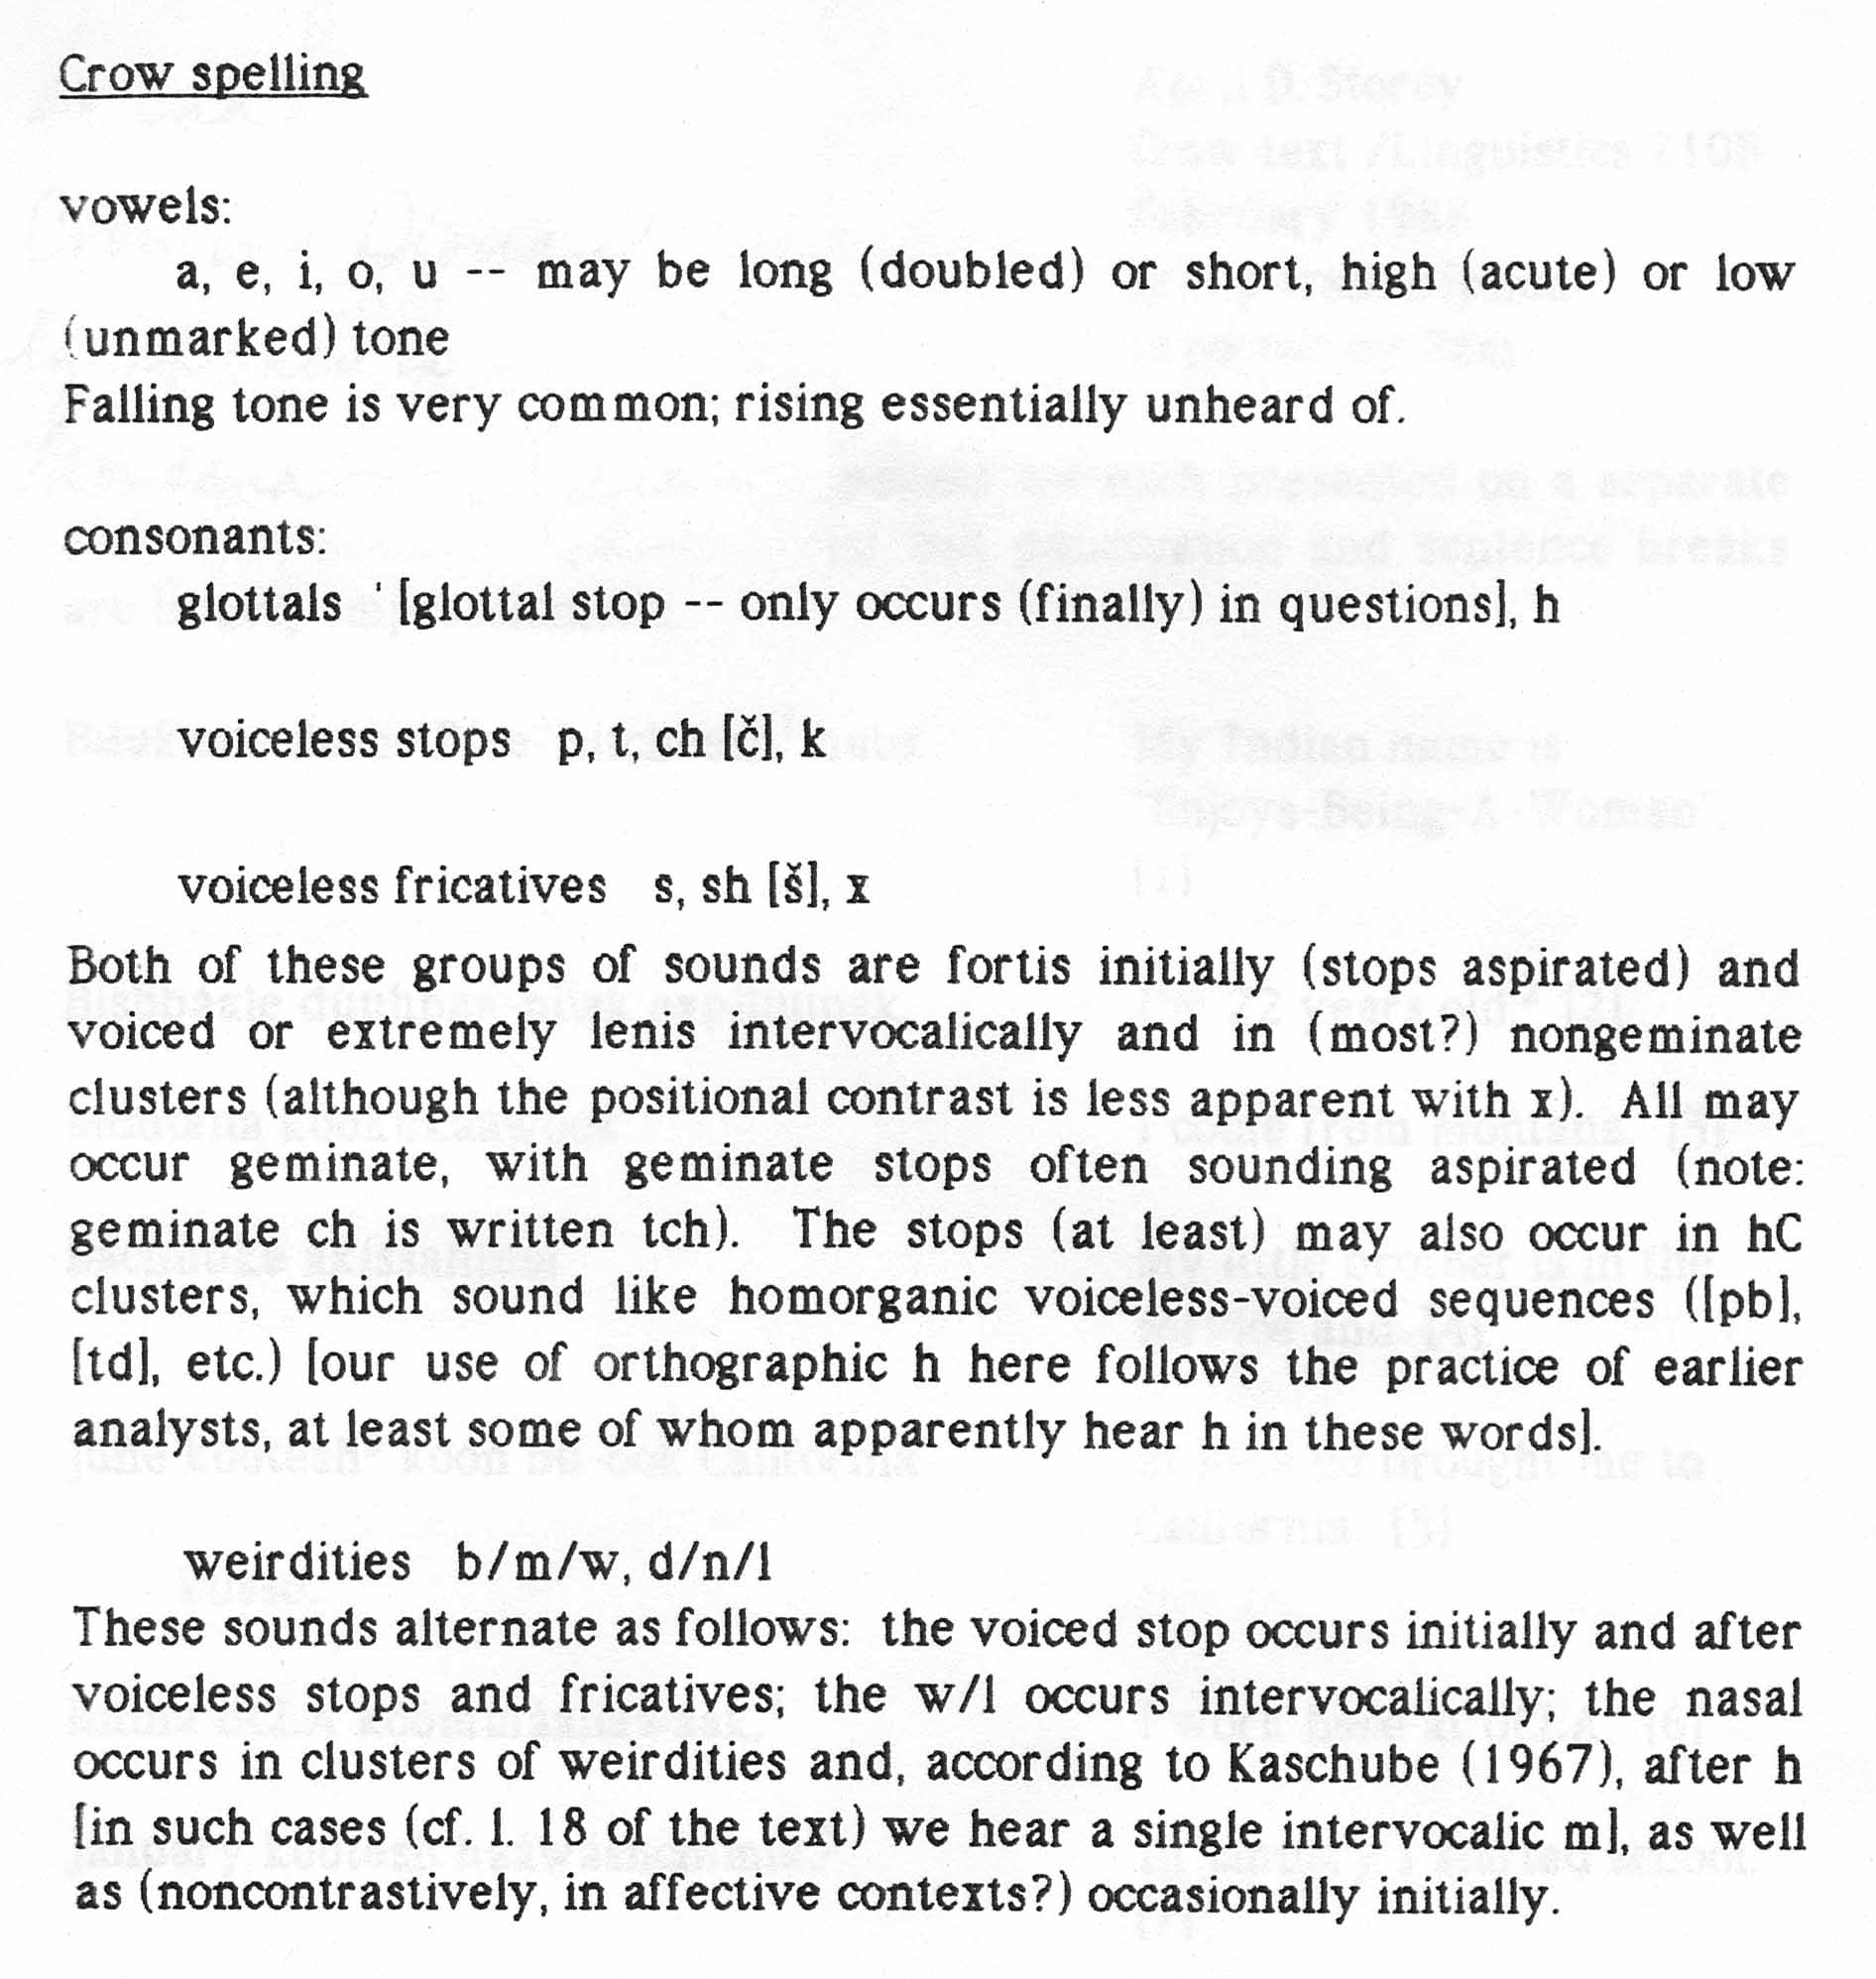 Crow spelling
vowels:
a, e, i, o, u -- may be long (doubled) or short, high (acute) or low
(unmarked) tone
Falling tone is very common; rising essentially unheard of.
consonants:
glottals ' [glottal stop -- only occurs (finally) in questions], h
voiceless stops p, t, ch [č], k
voiceless fricatives s, sh [š], x
Both of these groups of sounds are fortis initially (stops aspirated) and
voiced or extremely lenis intervocalically and in (most?) nongeminate
clusters (although the positional contrast is less apparent with x). All may
occur geminate, with geminate stops often sounding aspirated (note:
geminate ch is written tch). The stops (at least) may also occur in hC
clusters, which sound like homorganic voiceless-voiced sequences ([pb],
[td], etc.) [our use of orthographic h here follows the practice of earlier
analysts, at least some of whom apparently hear h in these words].
weirdities b/m/w, d/n/l
These sounds alternate as follows: the voiced stop occurs initially and after
voiceless stops and fricatives; the w/l occurs intervocalically; the nasal
occurs in clusters of weirdities and, according to Kaschube (1967), after h
[in such cases (cf. l. 18 of the text) we hear a single intervocalic m], as well
as (noncontrastively, in affective contexts?) occasionally initially.